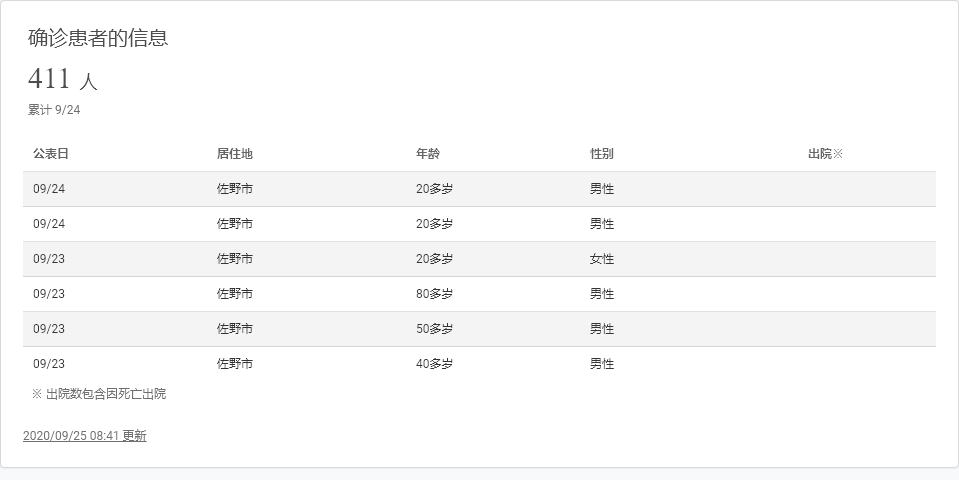 确诊患者的信息
411 人
累计 9/24
公表日 居住地 年龄 性别 出院※
09/24 佐野市 20多岁 男性
09/24 佐野市 20多岁 男性
09/23 佐野市 20多岁 女性
09/23 佐野市 80多岁 男性
09/23 佐野市 50多岁 男性
09/23 佐野市 40多岁 男性
※ 出院数包含因死亡出院
2020/09/25 08:41 更新